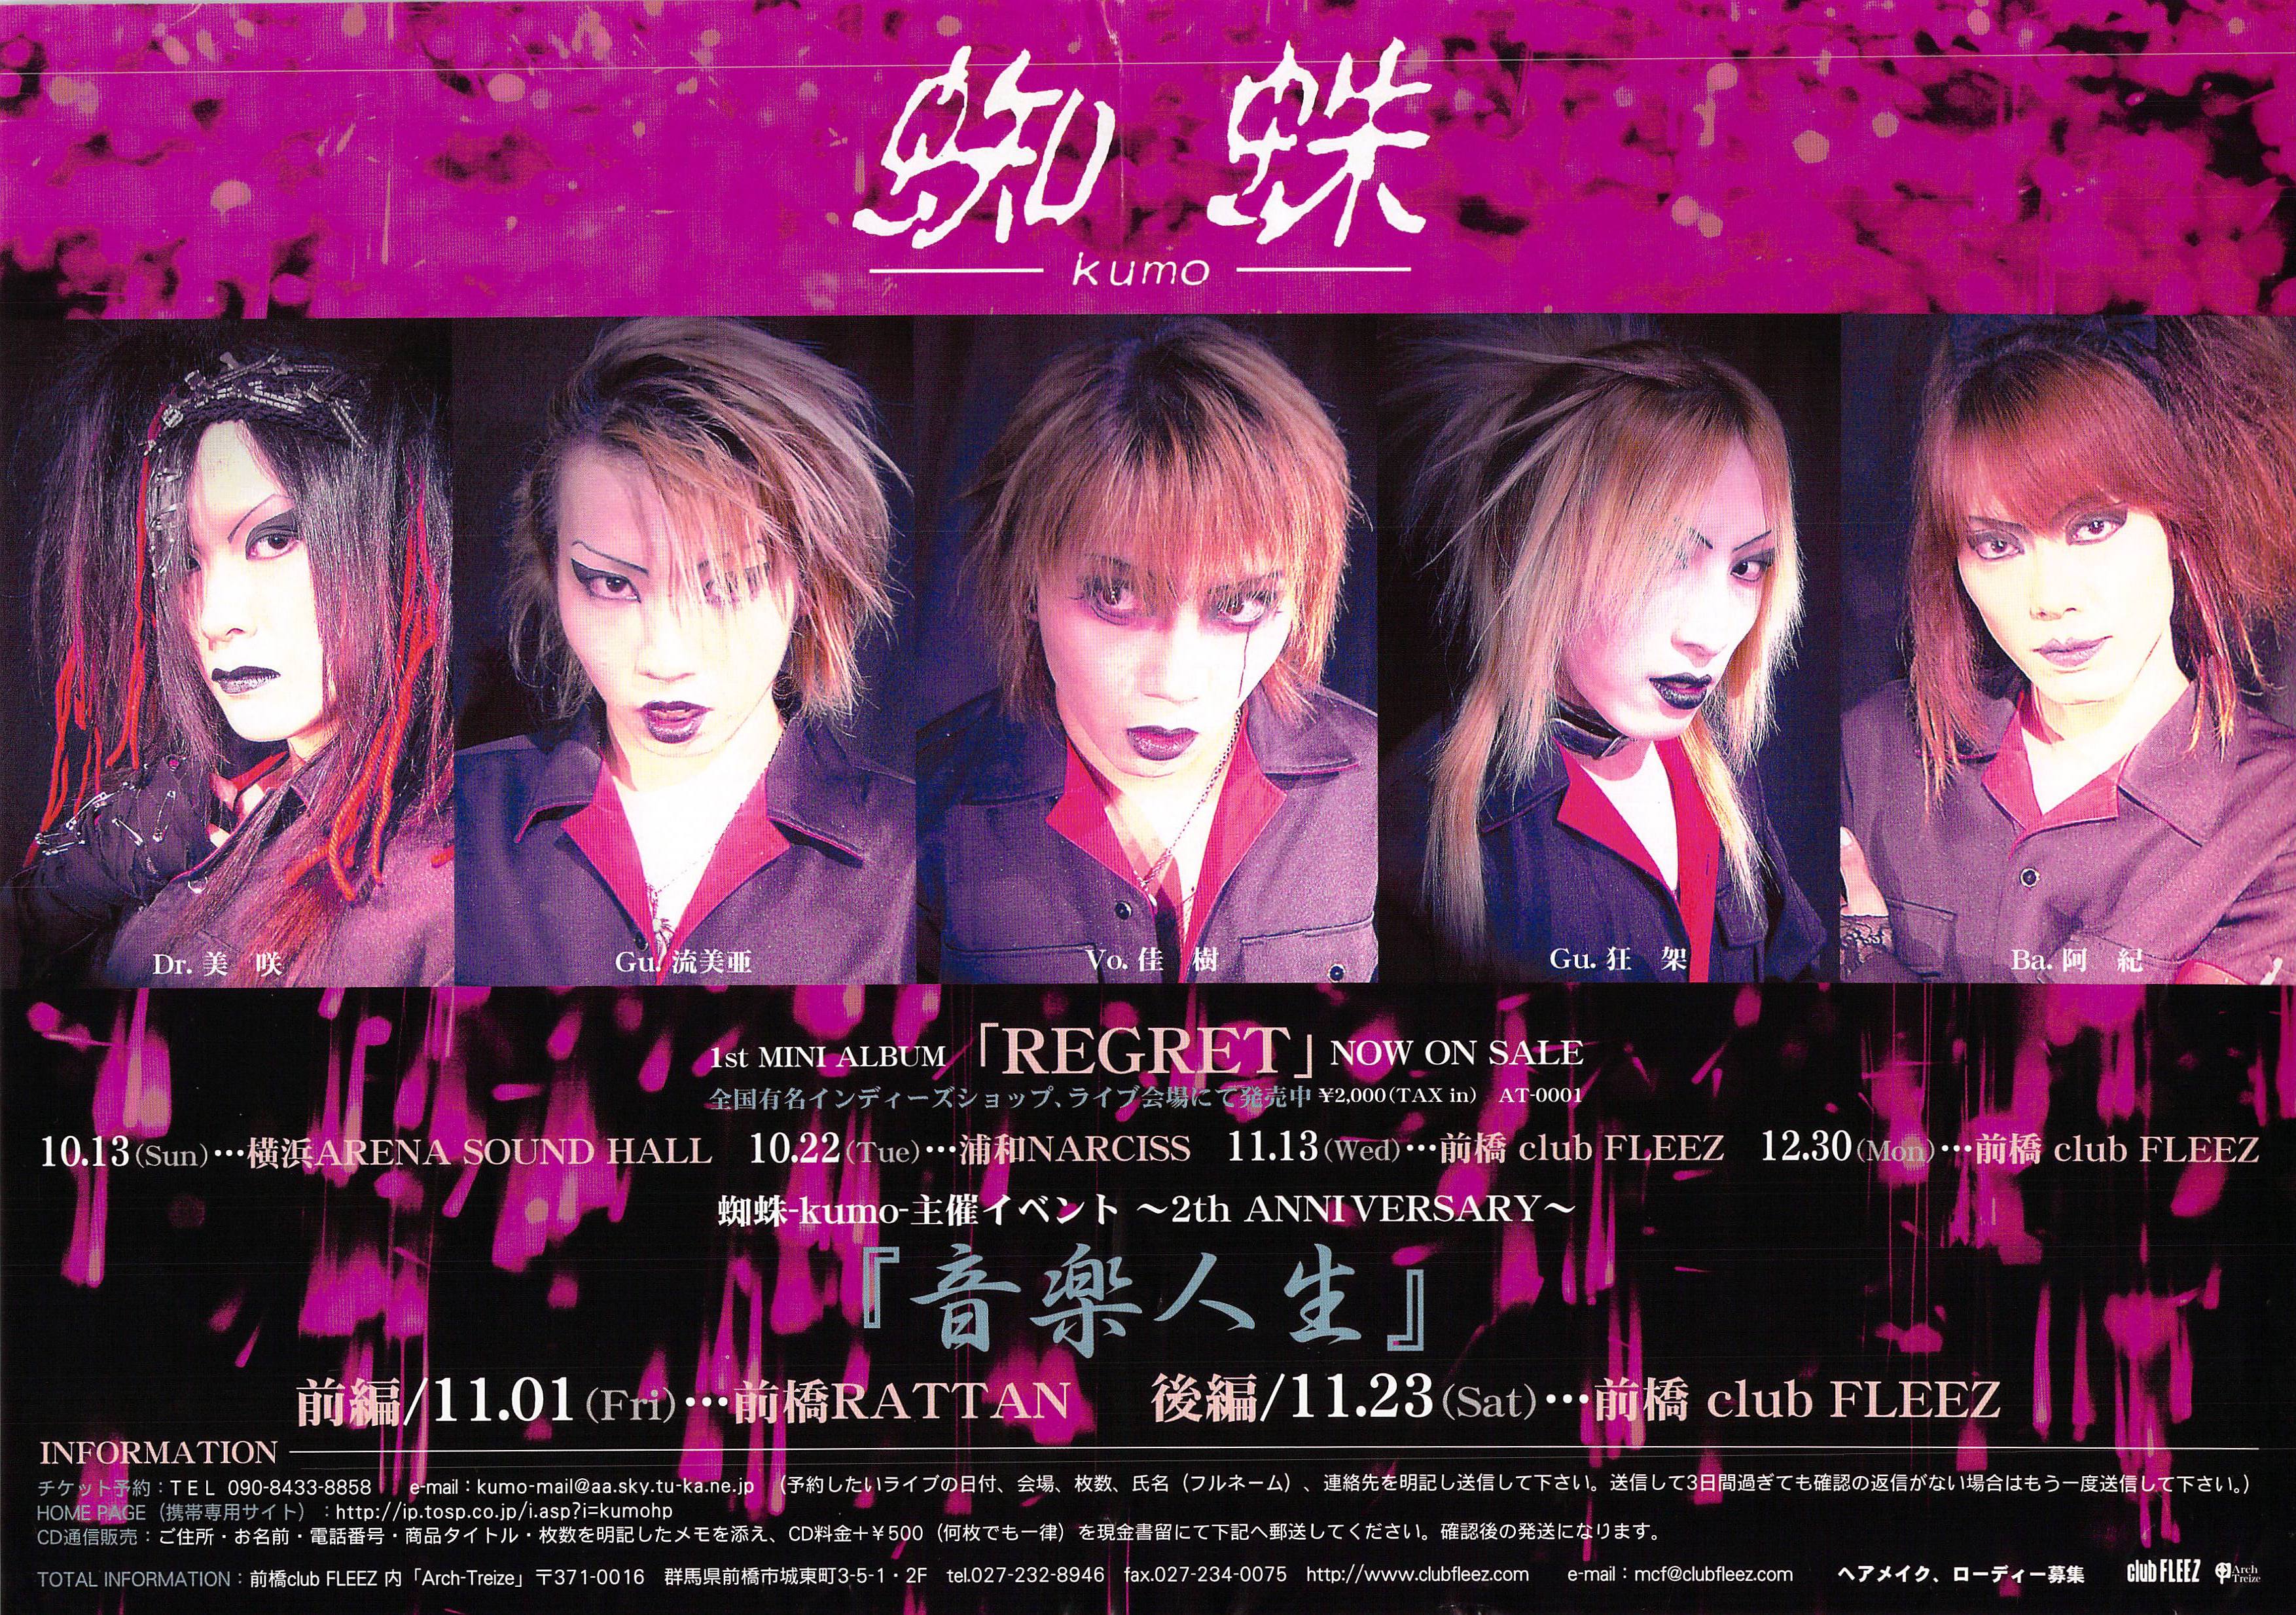 蜘蛛
kumo
Dr. 美 咲
Gu. 流美亜
Vo. 佳 樹
Gu. 狂 架
Ba. 阿 紀
1st MINI ALBUM 「REGRET」 NOW ON SALE
全国有名インディーズショップ、ライブ会場にて発売中 ¥2,000(TAX in) AT-0001
10.13(Sun)…横浜ARENA SOUND HALL 10.22(Tue)…浦和NARCISS 11.13(Wed)…前橋 club FLEEZ 12.30(Mon)…前橋 club FLEEZ
蜘蛛-kumo-主催イベント 〜2th ANNIVERSARY〜
『音楽人生』
前編/11.01(Fri)…前橋RATTAN 後編/11.23(Sat)…前橋 club FLEEZ
INFORMATION
チケット予約：TEL 090-8433-8858 e-mail：kumo-mail@aa.sky.tu-ka.ne.jp （予約したいライブの日付、会場、枚数、氏名（フルネーム）、連絡先を明記し送信して下さい。送信して3日間過ぎても確認の返信がない場合はもう一度送信して下さい。）
HOME PAGE（携帯専用サイト）：http://ip.tosp.co.jp/i.asp?i=kumohp
CD通信販売：ご住所・お名前・電話番号・商品タイトル・枚数を明記したメモを添え、CD料金＋￥500（何枚でも一律）を現金書留にて下記へ郵送してください。確認後の発送になります。
TOTAL INFORMATION：前橋club FLEEZ 内「Arch-Treize」〒371-0016 群馬県前橋市城東町3-5-1・2F tel.027-232-8946 fax.027-234-0075 http://www.clubfleez.com e-mail：mcf@clubfleez.com ヘアメイク、ローディー募集 club FLEEZ Arch Treize